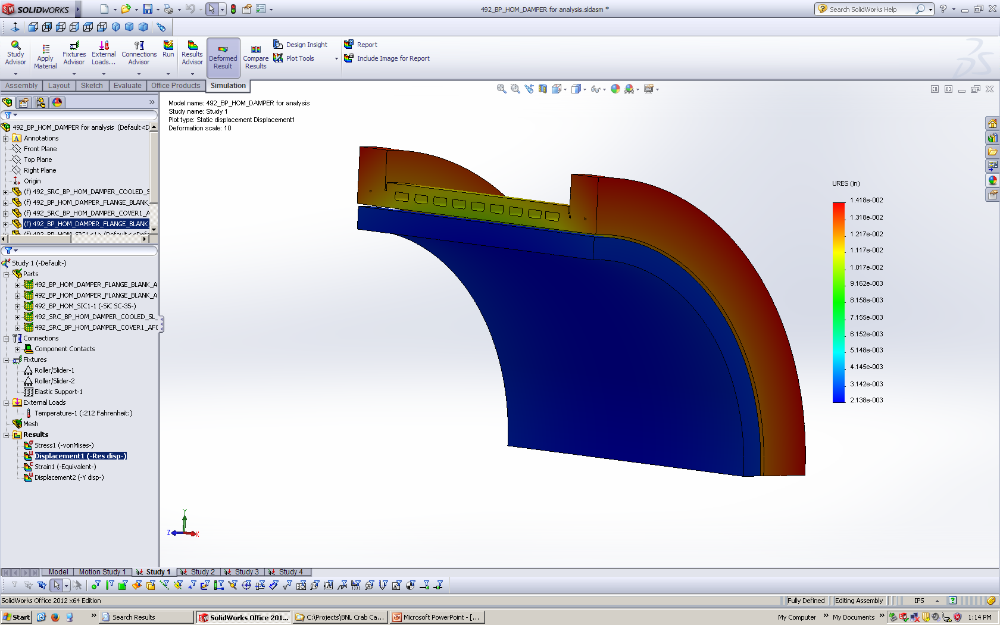 SOLIDWORKS
492_BP_HOM_DAMPER for analysis.sldasm *
Search SolidWorks Help
Study Advisor
Apply Material
Fixtures Advisor
External Loads...
Connections Advisor
Run
Results Advisor
Deformed Result
Compare Results
Design Insight
Plot Tools
Report
Include Image for Report
Assembly
Layout
Sketch
Evaluate
Office Products
Simulation
Model name: 492_BP_HOM_DAMPER for analysis
Study name: Study 1
Plot type: Static displacement Displacement1
Deformation scale: 10
492_BP_HOM_DAMPER for analysis (Default<D
Annotations
Front Plane
Top Plane
Right Plane
Origin
(f) 492_SRC_BP_HOM_DAMPER_COOLED_S
(f) 492_BP_HOM_DAMPER_FLANGE_BLANK_
(f) 492_SRC_BP_HOM_DAMPER_COVER1_A
(f) 492_BP_HOM_DAMPER_FLANGE_BLANK_
Study 1 (-Default-)
Parts
492_BP_HOM_DAMPER_FLANGE_BLANK_A
492_BP_HOM_DAMPER_FLANGE_BLANK_A
492_BP_HOM_SIC1-1 (-SiC SC-35-)
492_SRC_BP_HOM_DAMPER_COOLED_SL_
492_SRC_BP_HOM_DAMPER_COVER1_AFC
Connections
Component Contacts
Fixtures
Roller/Slider-1
Roller/Slider-2
Elastic Support-1
External Loads
Temperature-1 (:212 Fahrenheit:)
Mesh
Results
Stress1 (-vonMises-)
Displacement1 (-Res disp-)
Strain1 (-Equivalent-)
Displacement2 (-Y disp-)
URES (in)
1.418e-002
1.318e-002
1.217e-002
1.117e-002
1.017e-002
9.162e-003
8.158e-003
7.155e-003
6.152e-003
5.148e-003
4.145e-003
3.142e-003
2.138e-003
Y
Z
X
Model
Motion Study 1
Study 1
Study 2
Study 3
Study 4
SolidWorks Office 2012 x64 Edition
Fully Defined
Editing Assembly
IPS
Start
Search Results
SolidWorks Office 201...
C:\Projects\BNL Crab Ca...
Microsoft PowerPoint - [...
My Computer
My Documents
1:14 PM